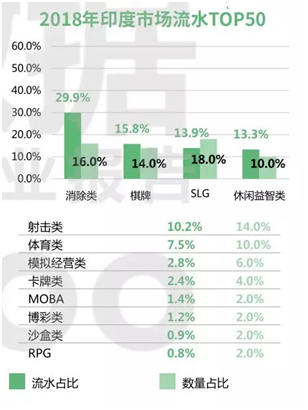 2018年印度市场流水TOP50
60.0%
50.0%
40.0%
30.0%
20.0%
10.0%
0.0%
29.9%
16.0%
15.8%
14.0%
13.9%
18.0%
13.3%
10.0%
消除类 棋牌 SLG 休闲益智类
射击类 10.2% 14.0%
体育类 7.5% 10.0%
模拟经营类 2.8% 6.0%
卡牌类 2.4% 4.0%
MOBA 1.4% 2.0%
博彩类 1.2% 2.0%
沙盒类 0.9% 2.0%
RPG 0.8% 2.0%
流水占比 数量占比